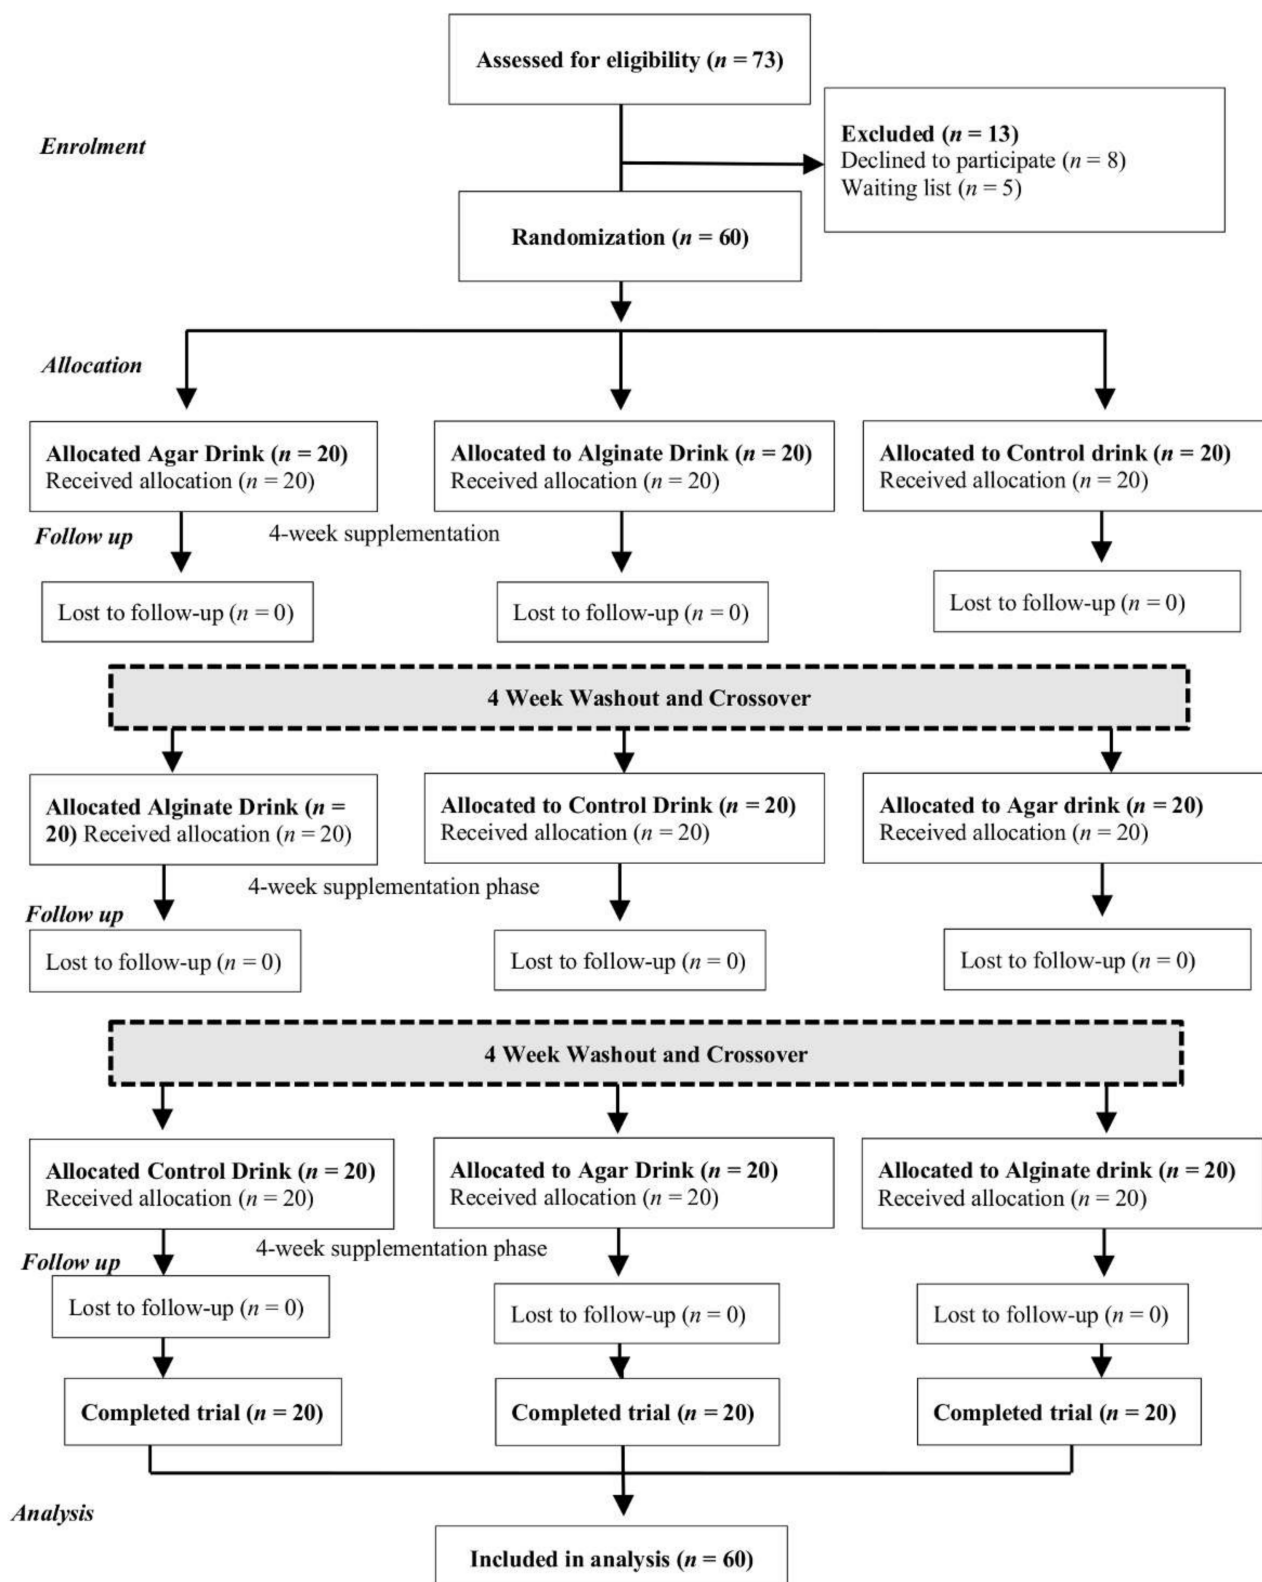 Assessed for eligibility (n = 73)
Enrolment
Excluded (n = 13)
Declined to participate (n = 8)
Waiting list (n = 5)
Randomization (n = 60)
Allocation
Allocated Agar Drink (n = 20)
Received allocation (n = 20)
Allocated to Alginate Drink (n = 20)
Received allocation (n = 20)
Allocated to Control drink (n = 20)
Received allocation (n = 20)
Follow up
4-week supplementation
Lost to follow-up (n = 0)
Lost to follow-up (n = 0)
Lost to follow-up (n = 0)
4 Week Washout and Crossover
Allocated Alginate Drink (n =
20) Received allocation (n = 20)
Allocated to Control Drink (n = 20)
Received allocation (n = 20)
Allocated to Agar drink (n = 20)
Received allocation (n = 20)
4-week supplementation phase
Follow up
Lost to follow-up (n = 0)
Lost to follow-up (n = 0)
Lost to follow-up (n = 0)
4 Week Washout and Crossover
Allocated Control Drink (n = 20)
Received allocation (n = 20)
Allocated to Agar Drink (n = 20)
Received allocation (n = 20)
Allocated to Alginate drink (n = 20)
Received allocation (n = 20)
4-week supplementation phase
Follow up
Lost to follow-up (n = 0)
Lost to follow-up (n = 0)
Lost to follow-up (n = 0)
Completed trial (n = 20)
Completed trial (n = 20)
Completed trial (n = 20)
Analysis
Included in analysis (n = 60)